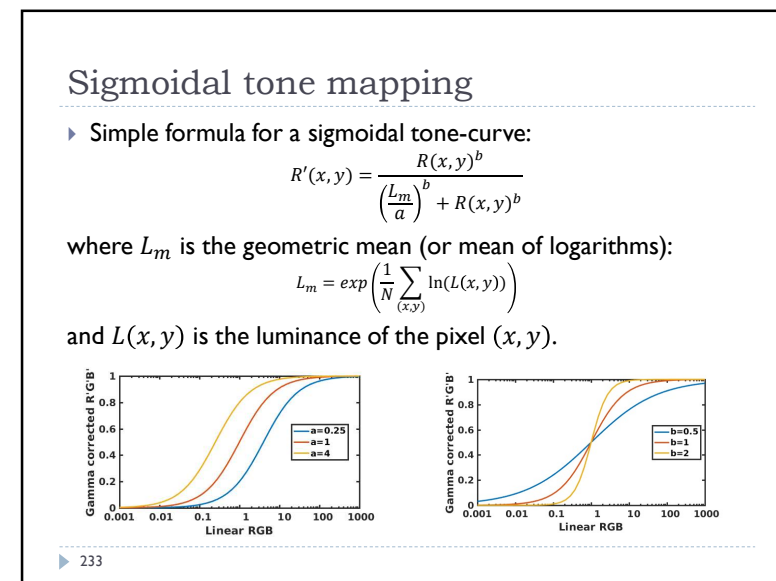 Sigmoidal tone mapping
Simple formula for a sigmoidal tone-curve:
R′(x, y) = R(x, y)^b / ((L_m / a)^b + R(x, y)^b)
where L_m is the geometric mean (or mean of logarithms):
L_m = exp(1/N ∑_(x,y) ln(L(x, y)))
and L(x, y) is the luminance of the pixel (x, y).
Gamma corrected R'G'B'
1
0.8
0.6
0.4
0.2
0
0.001 0.01 0.1 1 10 100 1000
Linear RGB
a=0.25
a=1
a=4
Gamma corrected R'G'B'
1
0.8
0.6
0.4
0.2
0
0.001 0.01 0.1 1 10 100 1000
Linear RGB
b=0.5
b=1
b=2
233